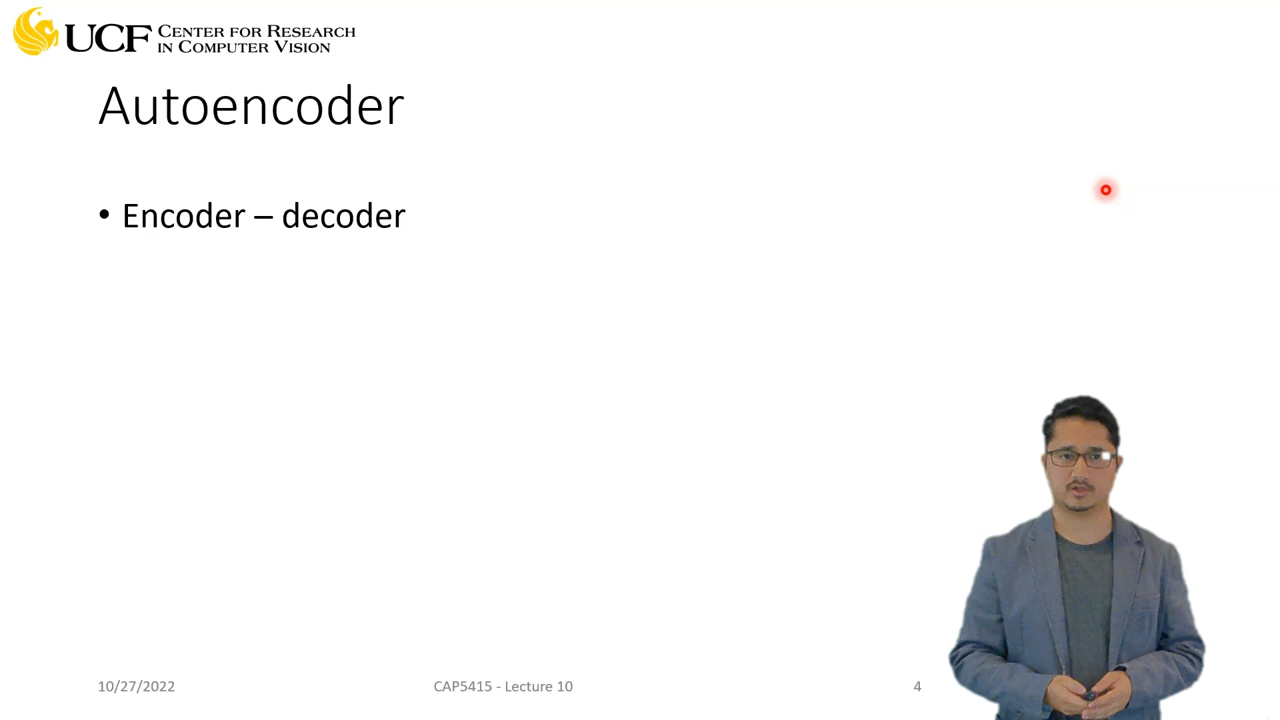 UCF CENTER FOR RESEARCH
IN COMPUTER VISION
Autoencoder
• Encoder – decoder
10/27/2022
CAP5415 - Lecture 10
4